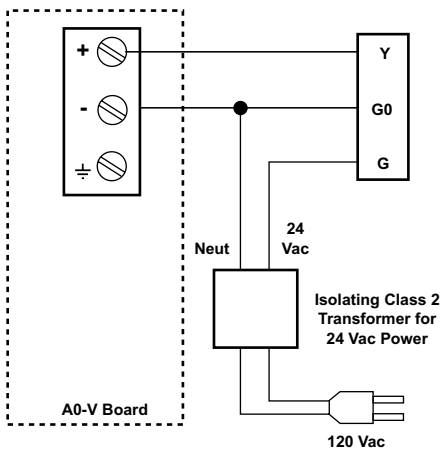 +
Y
-
G0
G
24
Neut
Vac
Isolating Class 2
Transformer for
24 Vac Power
A0-V Board
120 Vac